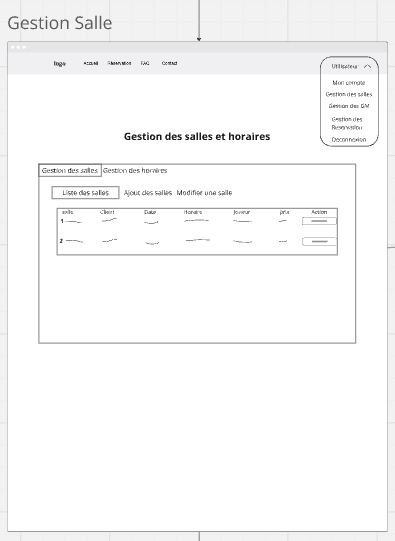 Gestion Salle
logo Accueil Réservation FAQ Contact
Utilisateur
Mon compte
Gestion des salles
Gestion des GM
Gestion des
Reservation
Deconnexion
Gestion des salles et horaires
Gestion des salles Gestion des horaires
Liste des salles Ajout des salles Modifier une salle
salle Client Date Horaire Joueur prix Action
1
2